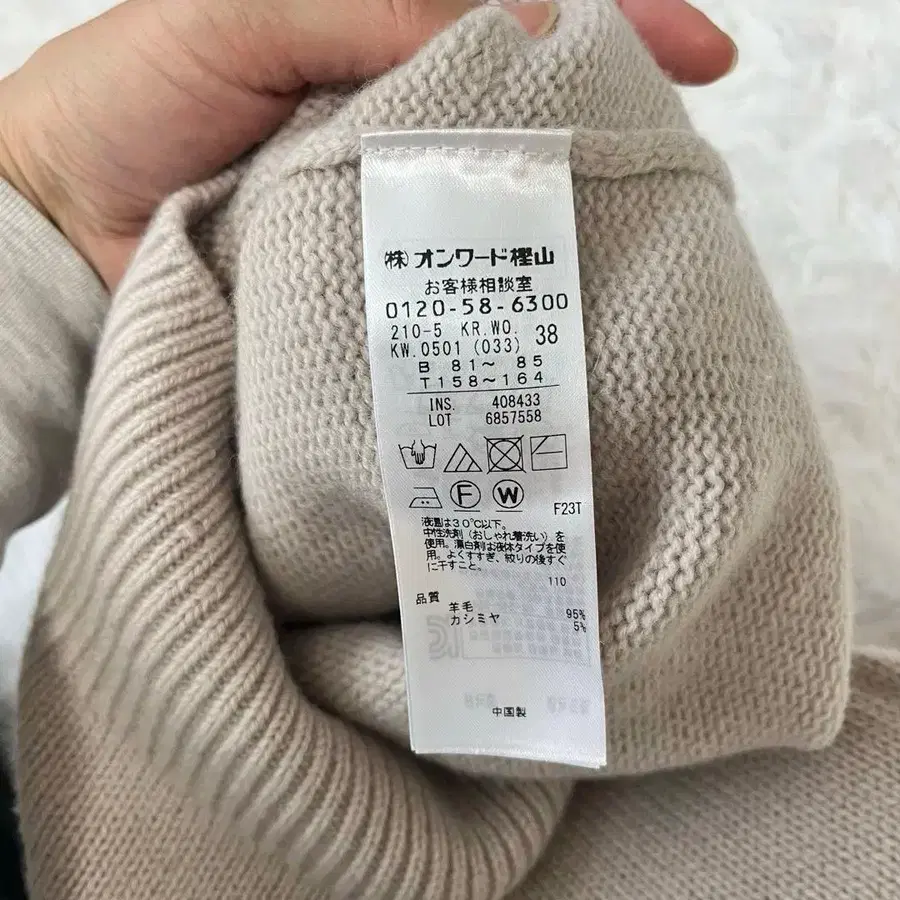 (株)オンワード樫山
お客様相談室
0120-58-6300
210-5 KR.WO. 38
KW.0501 (033)
B 81～ 85
T158～164
INS. 408433
LOT 6857558
F W
F23T
液温は30℃以下。
中性洗剤(おしゃれ着洗い)を
使用。漂白剤は液体タイプを使
用。よくすすぎ、絞りの後すぐ
に干すこと。
110
品質
羊毛 95%
カシミヤ 5%
中国製